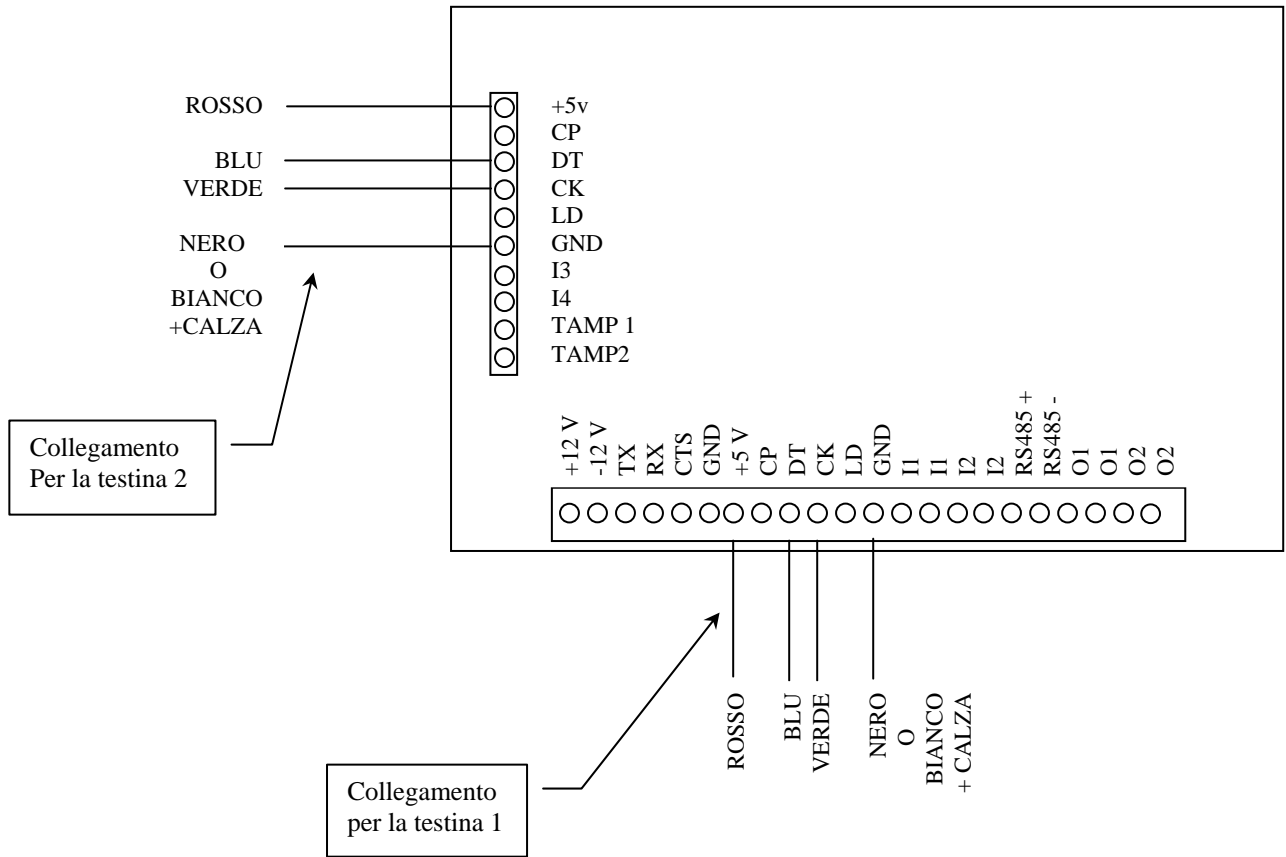 ROSSO
BLU
VERDE
NERO
O
BIANCO
+CALZA
+5v
CP
DT
CK
LD
GND
I3
I4
TAMP 1
TAMP2
Collegamento
Per la testina 2
+12 V
-12 V
TX
RX
CTS
GND
+5 V
CP
DT
CK
LD
GND
I1
I1
I2
I2
RS485 +
RS485 -
O1
O1
O2
O2
ROSSO
BLU
VERDE
NERO
O
BIANCO
+ CALZA
Collegamento
per la testina 1